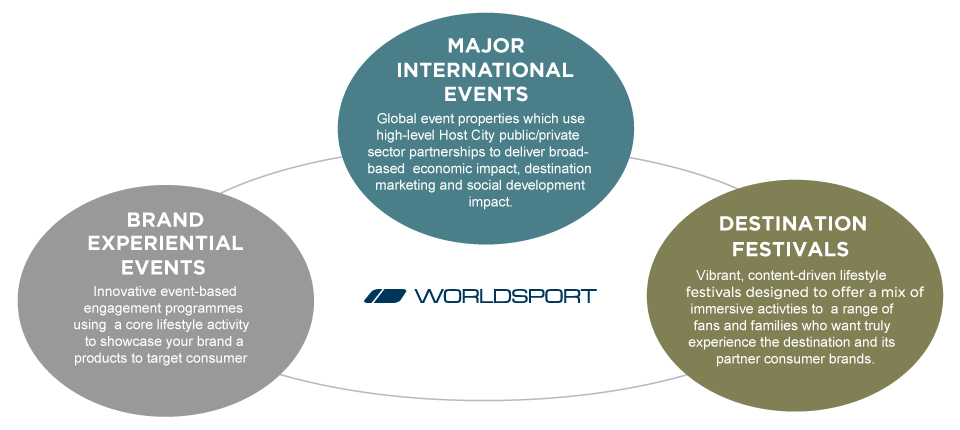 MAJOR
INTERNATIONAL
EVENTS
Global event properties which use
high-level Host City public/private
sector partnerships to deliver broad-
based economic impact, destination
marketing and social development
impact.
BRAND
EXPERIENTIAL
EVENTS
Innovative event-based
engagement programmes
using a core lifestyle activity
to showcase your brand a
products to target consumer
WORLDSPORT
DESTINATION
FESTIVALS
Vibrant, content-driven lifestyle
festivals designed to offer a mix of
immersive activties to a range of
fans and families who want truly
experience the destination and its
partner consumer brands.